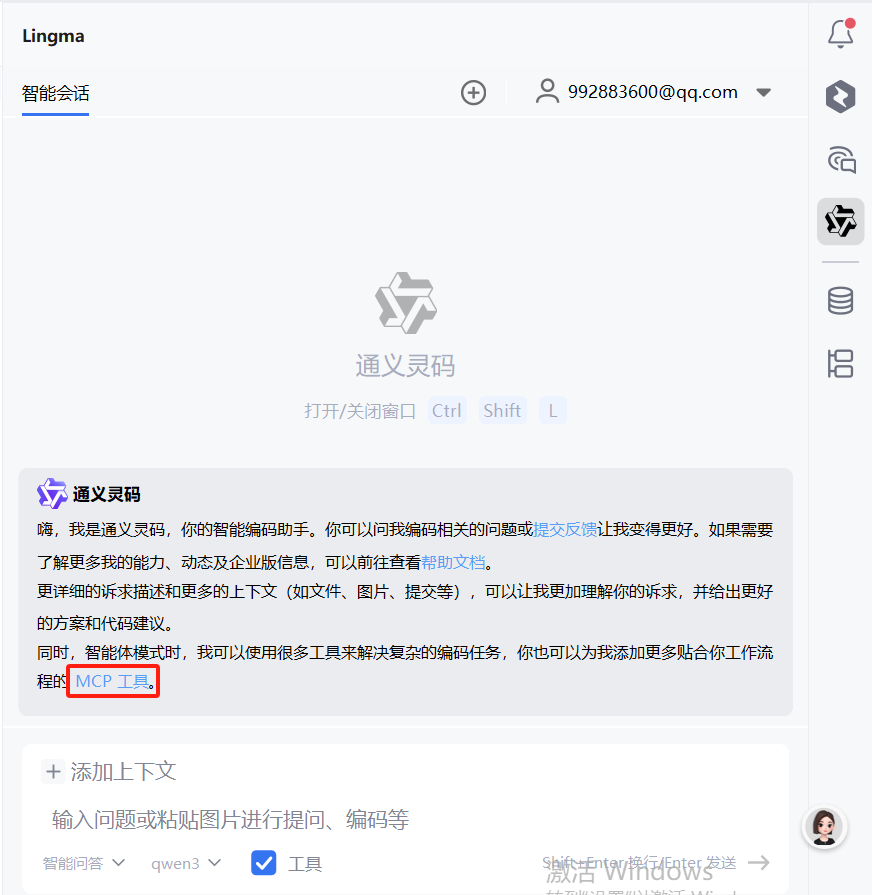 Lingma
智能会话
992883600@qq.com
通义灵码
打开/关闭窗口 Ctrl Shift L
通义灵码
嗨，我是通义灵码，你的智能编码助手。你可以问我编码相关的问题或提交反馈让我变得更好。如果需要
了解更多我的能力、动态及企业版信息，可以前往查看帮助文档。
更详细的诉求描述和更多的上下文（如文件、图片、提交等），可以让我更加理解你的诉求，并给出更好
的方案和代码建议。
同时，智能体模式时，我可以使用很多工具来解决复杂的编码任务，你也可以为我添加更多贴合你工作流
程的 MCP 工具。
添加上下文
输入问题或粘贴图片进行提问、编码等
智能问答 qwen3 工具 Shift+Enter 换行/Enter 发送
激活 Windows
转到"设置"以激活 Wind